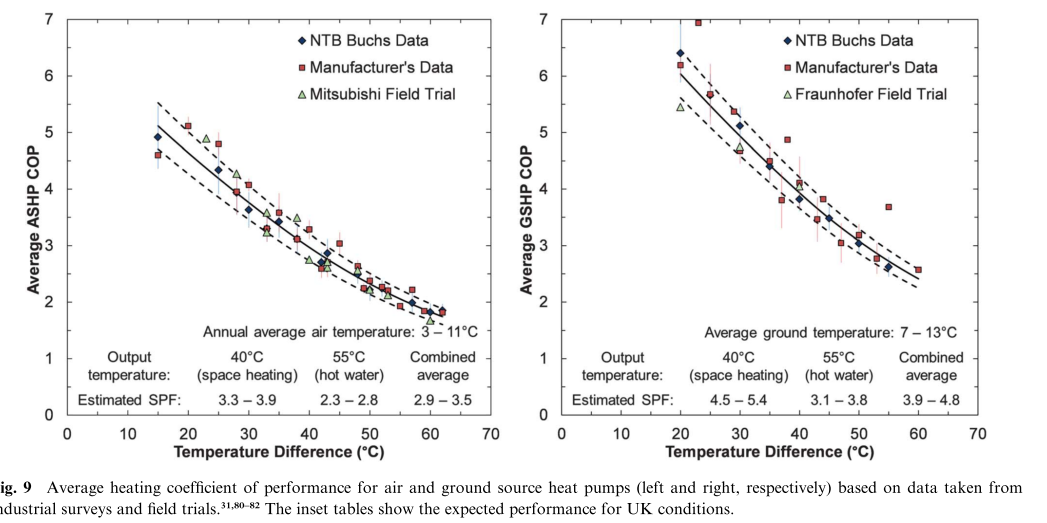 7
6
5
4
3
2
1
0
Average ASHP COP
NTB Buchs Data
Manufacturer's Data
Mitsubishi Field Trial
Annual average air temperature: 3 – 11°C
Output 40°C 55°C Combined
temperature: (space heating) (hot water) average
Estimated SPF: 3.3 – 3.9 2.3 – 2.8 2.9 – 3.5
0 10 20 30 40 50 60 70
Temperature Difference (°C)
7
6
5
4
3
2
1
0
Average GSHP COP
NTB Buchs Data
Manufacturer's Data
Fraunhofer Field Trial
Average ground temperature: 7 – 13°C
Output 40°C 55°C Combined
temperature: (space heating) (hot water) average
Estimated SPF: 4.5 – 5.4 3.1 – 3.8 3.9 – 4.8
0 10 20 30 40 50 60 70
Temperature Difference (°C)
ig. 9 Average heating coefficient of performance for air and ground source heat pumps (left and right, respectively) based on data taken from
ndustrial surveys and field trials.31,80–82 The inset tables show the expected performance for UK conditions.